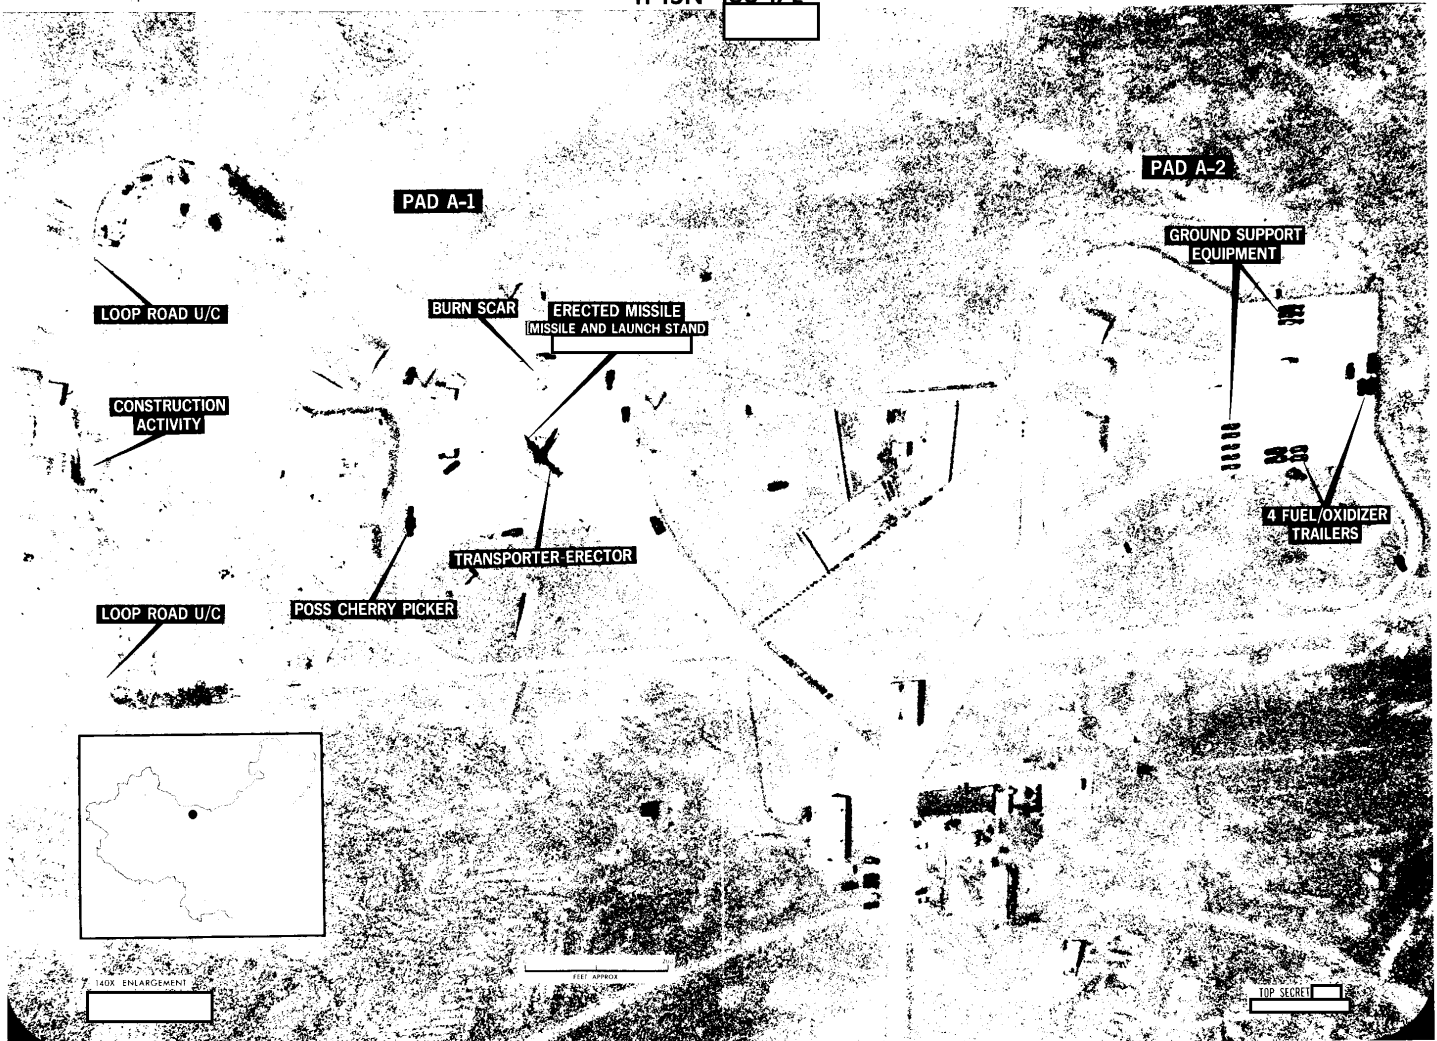 PAD A-2
PAD A-1
GROUND SUPPORT
EQUIPMENT
LOOP ROAD U/C
BURN SCAR
ERECTED MISSILE
[MISSILE AND LAUNCH STAND
CONSTRUCTION
ACTIVITY
4 FUEL/OXIDIZER
TRAILERS
TRANSPORTER-ERECTOR
LOOP ROAD U/C
POSS CHERRY PICKER
FEET APPROX
140X ENLARGEMENT
TOP SECRET